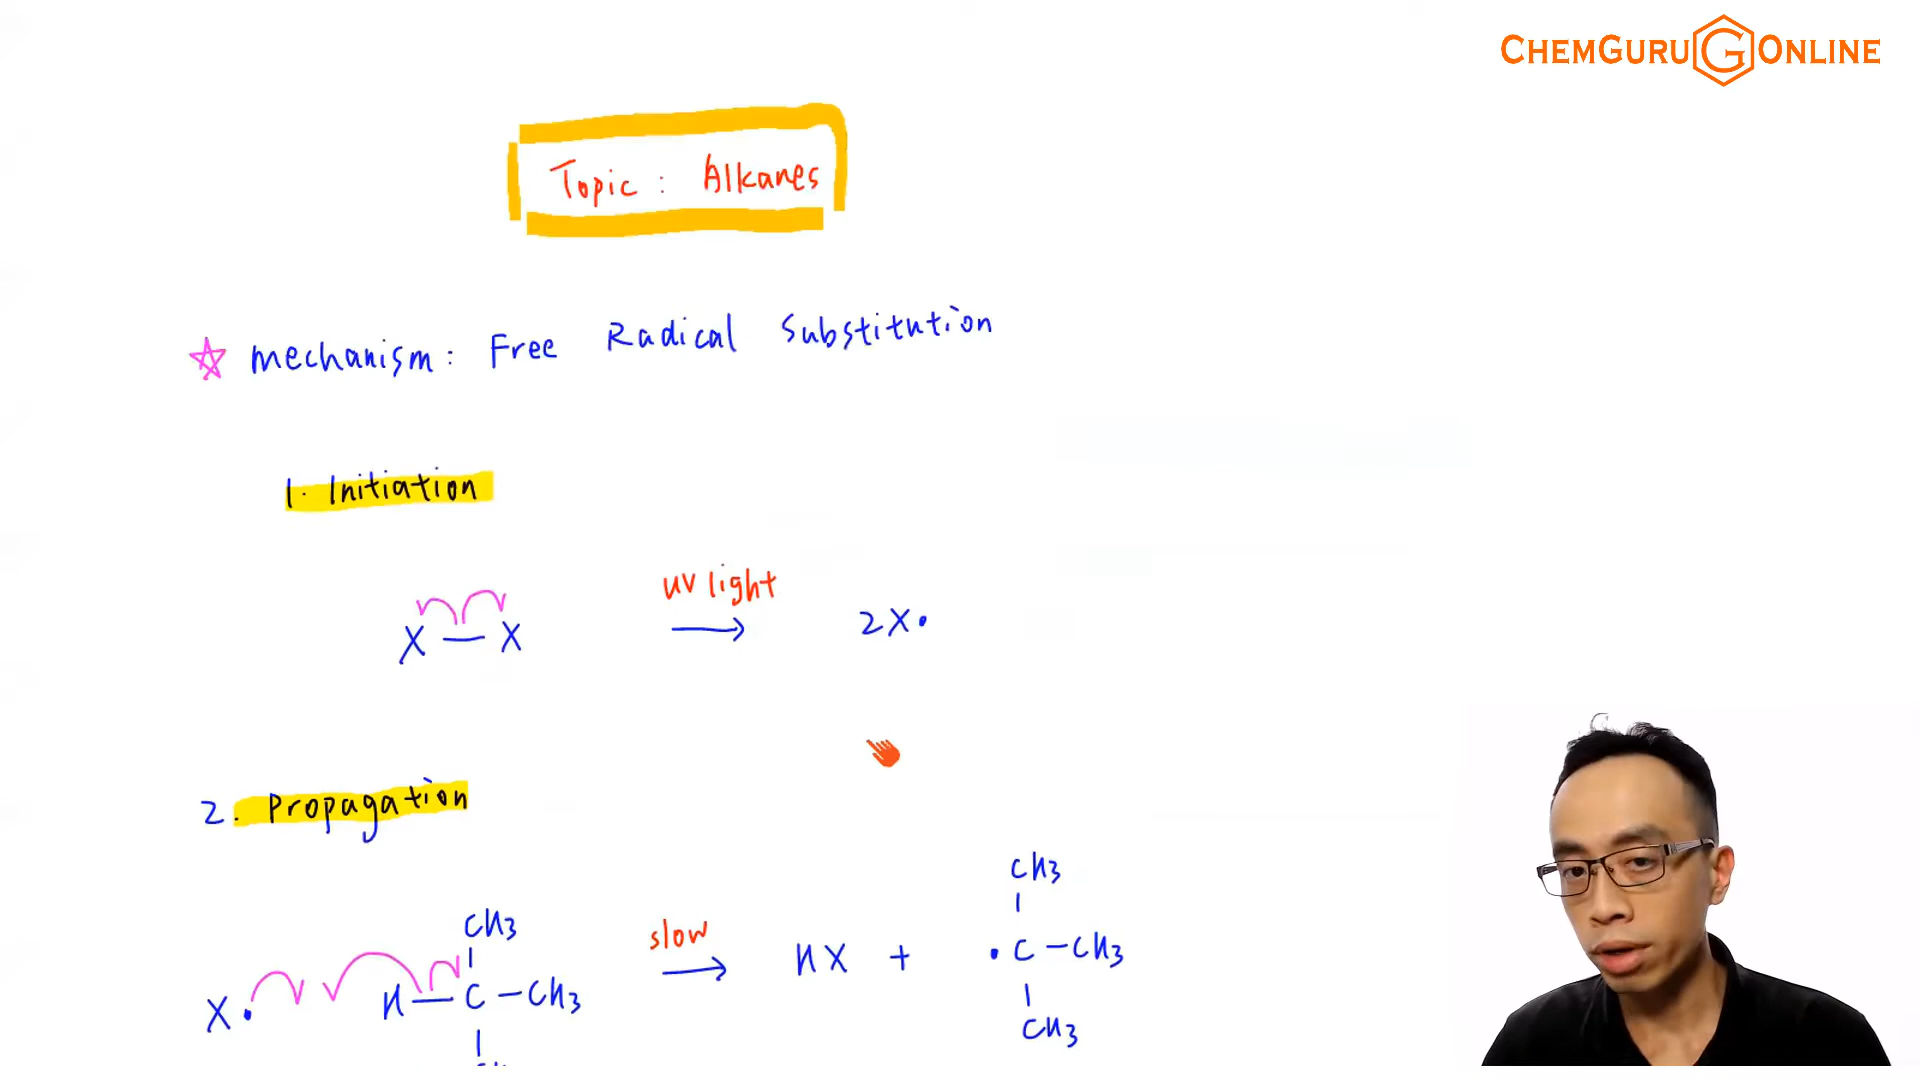 CHEMGURU G ONLINE
Topic : Alkanes
☆ Mechanism : Free Radical Substitution
1. Initiation
X — X uv light → 2X•
2. Propagation
CH3 CH3
X• H — C — CH3 slow → HX + •C — CH3
CH3